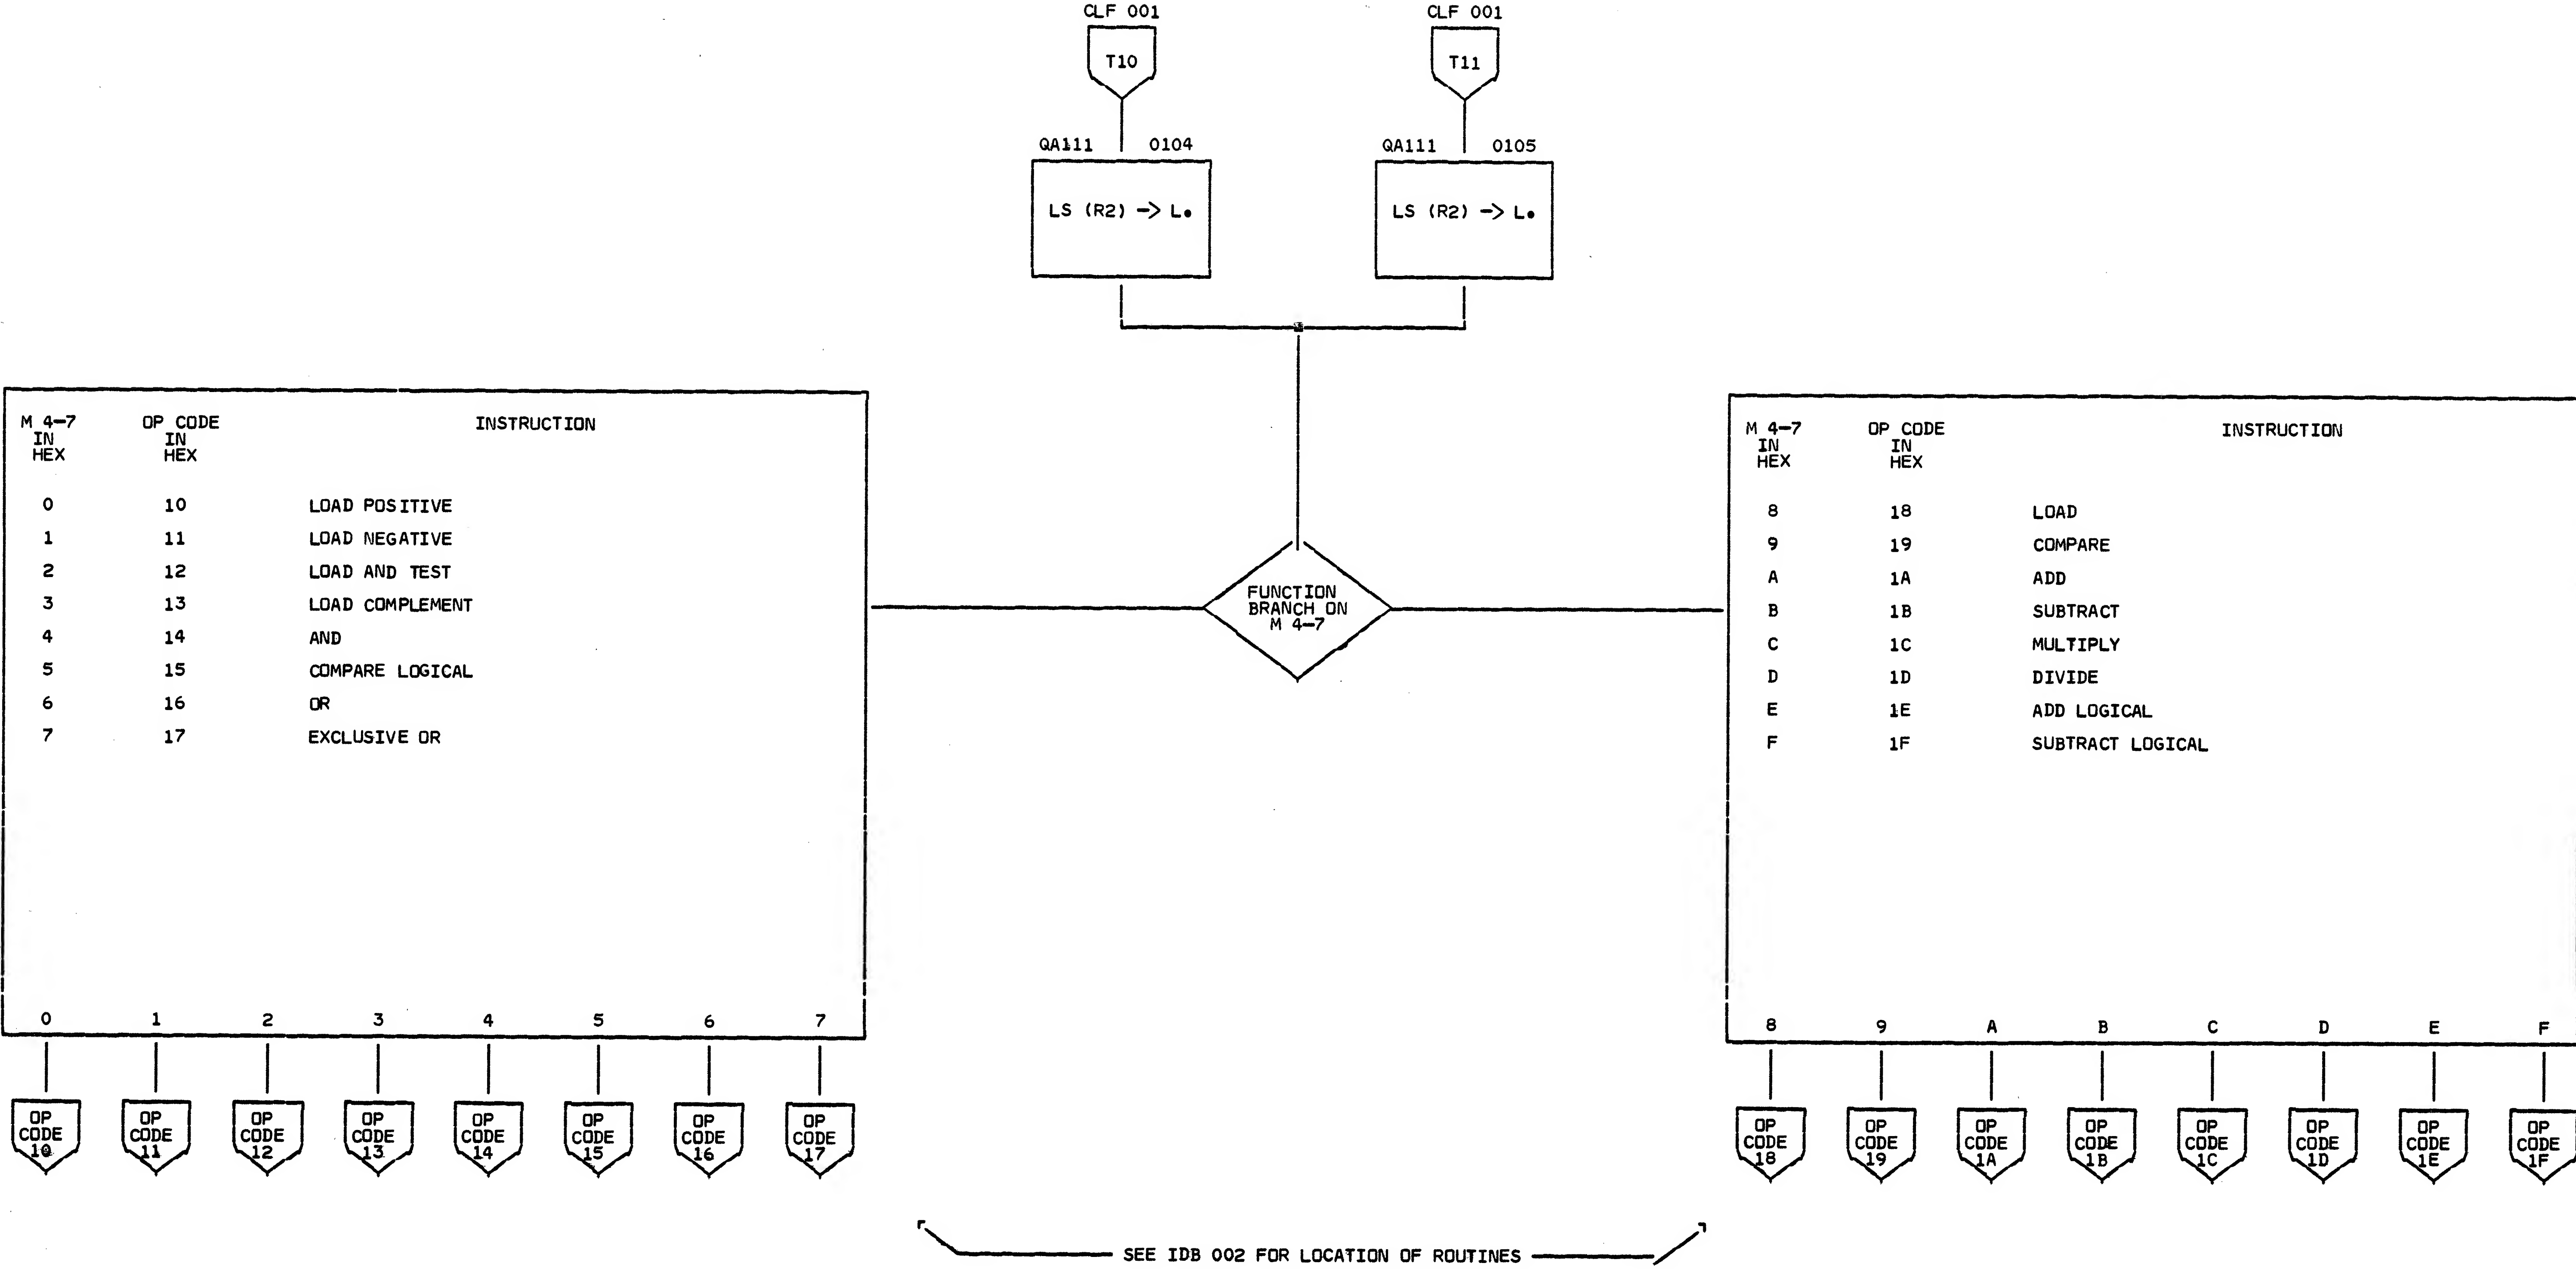 CLF 001 CLF 001
T10 T11
QA111 0104 QA111 0105
LS (R2) -> L. LS (R2) -> L.
M 4-7 OP CODE INSTRUCTION
IN IN
HEX HEX
0 10 LOAD POSITIVE
1 11 LOAD NEGATIVE
2 12 LOAD AND TEST
3 13 LOAD COMPLEMENT
4 14 AND
5 15 COMPARE LOGICAL
6 16 OR
7 17 EXCLUSIVE OR
0 1 2 3 4 5 6 7
OP OP OP OP OP OP OP OP
CODE CODE CODE CODE CODE CODE CODE CODE
10 11 12 13 14 15 16 17
FUNCTION
BRANCH ON
M 4-7
M 4-7 OP CODE INSTRUCTION
IN IN
HEX HEX
8 18 LOAD
9 19 COMPARE
A 1A ADD
B 1B SUBTRACT
C 1C MULTIPLY
D 1D DIVIDE
E 1E ADD LOGICAL
F 1F SUBTRACT LOGICAL
8 9 A B C D E F
OP OP OP OP OP OP OP OP
CODE CODE CODE CODE CODE CODE CODE CODE
18 19 1A 1B 1C 1D 1E 1F
SEE IDB 002 FOR LOCATION OF ROUTINES